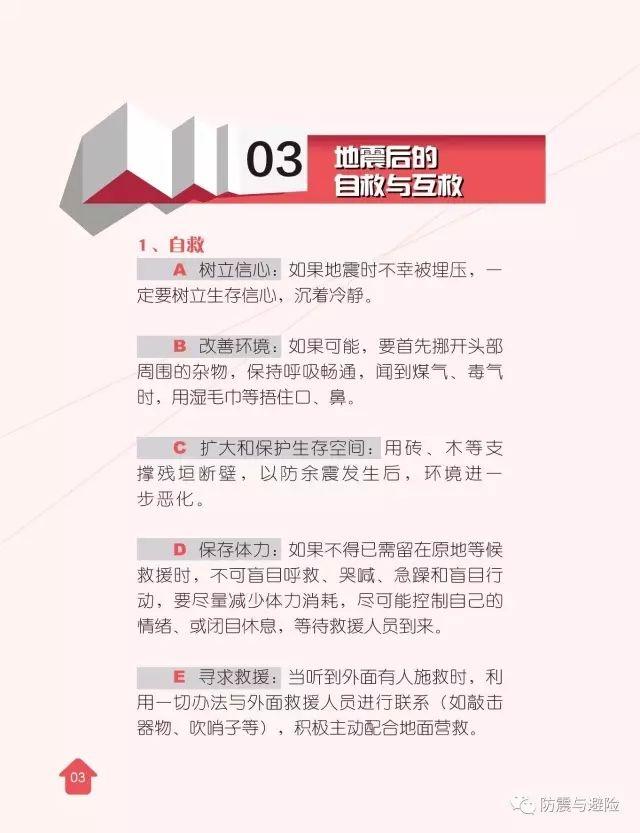 03
地震后的
自救与互救
1、自救
A 树立信心：如果地震时不幸被埋压，一
定要树立生存信心，沉着冷静。
B 改善环境：如果可能，要首先挪开头部
周围的杂物，保持呼吸畅通，闻到煤气、毒气
时，用湿毛巾等捂住口、鼻。
C 扩大和保护生存空间：用砖、木等支
撑残垣断壁，以防余震发生后，环境进一
步恶化。
D 保存体力：如果不得已需留在原地等候
救援时，不可盲目呼救、哭喊、急躁和盲目行
动，要尽量减少体力消耗，尽可能控制自己的
情绪、或闭目休息，等待救援人员到来。
E 寻求救援：当听到外面有人施救时，利
用一切办法与外面救援人员进行联系（如敲击
器物、吹哨子等），积极主动配合地面营救。
03
防震与避险